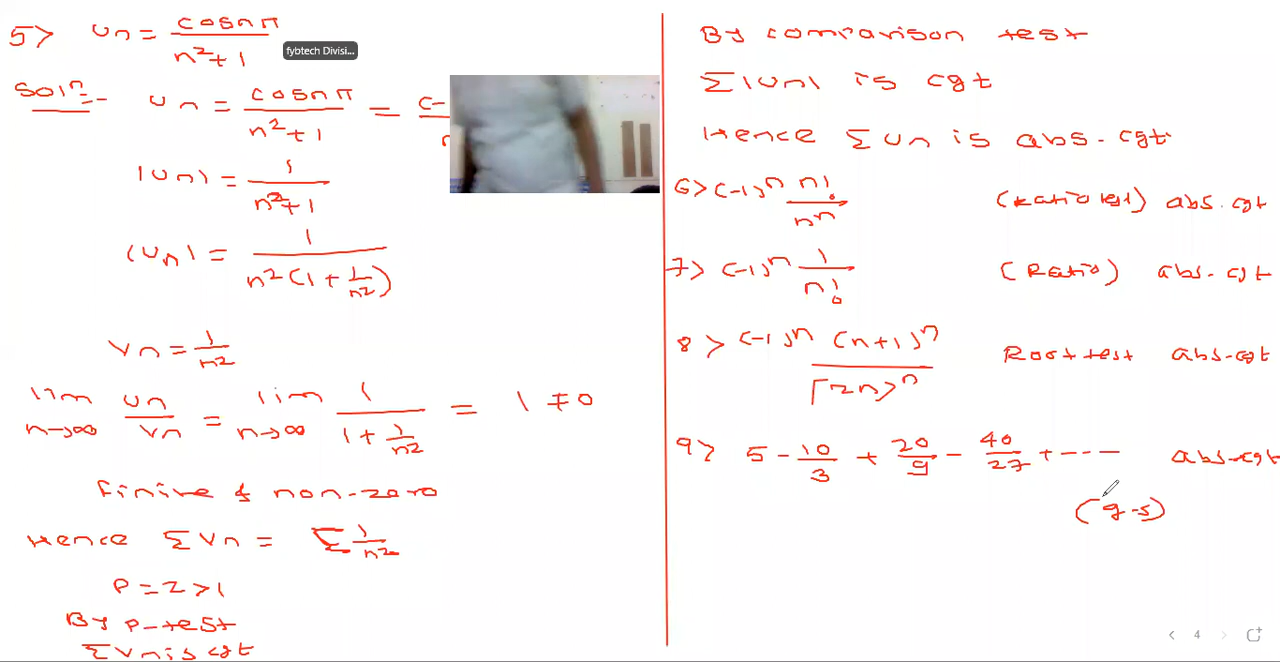 5> un = cosnπ / n²+1
fybtech Divisi...
Solⁿ:- un = cosnπ / n²+1 = (-
|un| = 1 / n²+1
|un| = 1 / n²(1 + 1/n²)
vn = 1/n²
lim n→∞ un/vn = lim n→∞ 1 / 1 + 1/n² = 1 ≠ 0
finite & non-zero
Hence Σvn = Σ 1/n²
P = 2 > 1
By P-test
Σvn is cgt
By comparison test
Σ|un| is cgt
Hence Σun is abs. cgt
6> (-1)ⁿ n!/nⁿ (Ratio test) abs. cgt
7> (-1)ⁿ 1/n! (Ratio) abs. cgt
8> (-1)ⁿ (n+1)ⁿ / (2n)ⁿ Root test abs. cgt
9> 5 - 10/3 + 20/9 - 40/27 + ---- abs. cgt
(g-s)
4